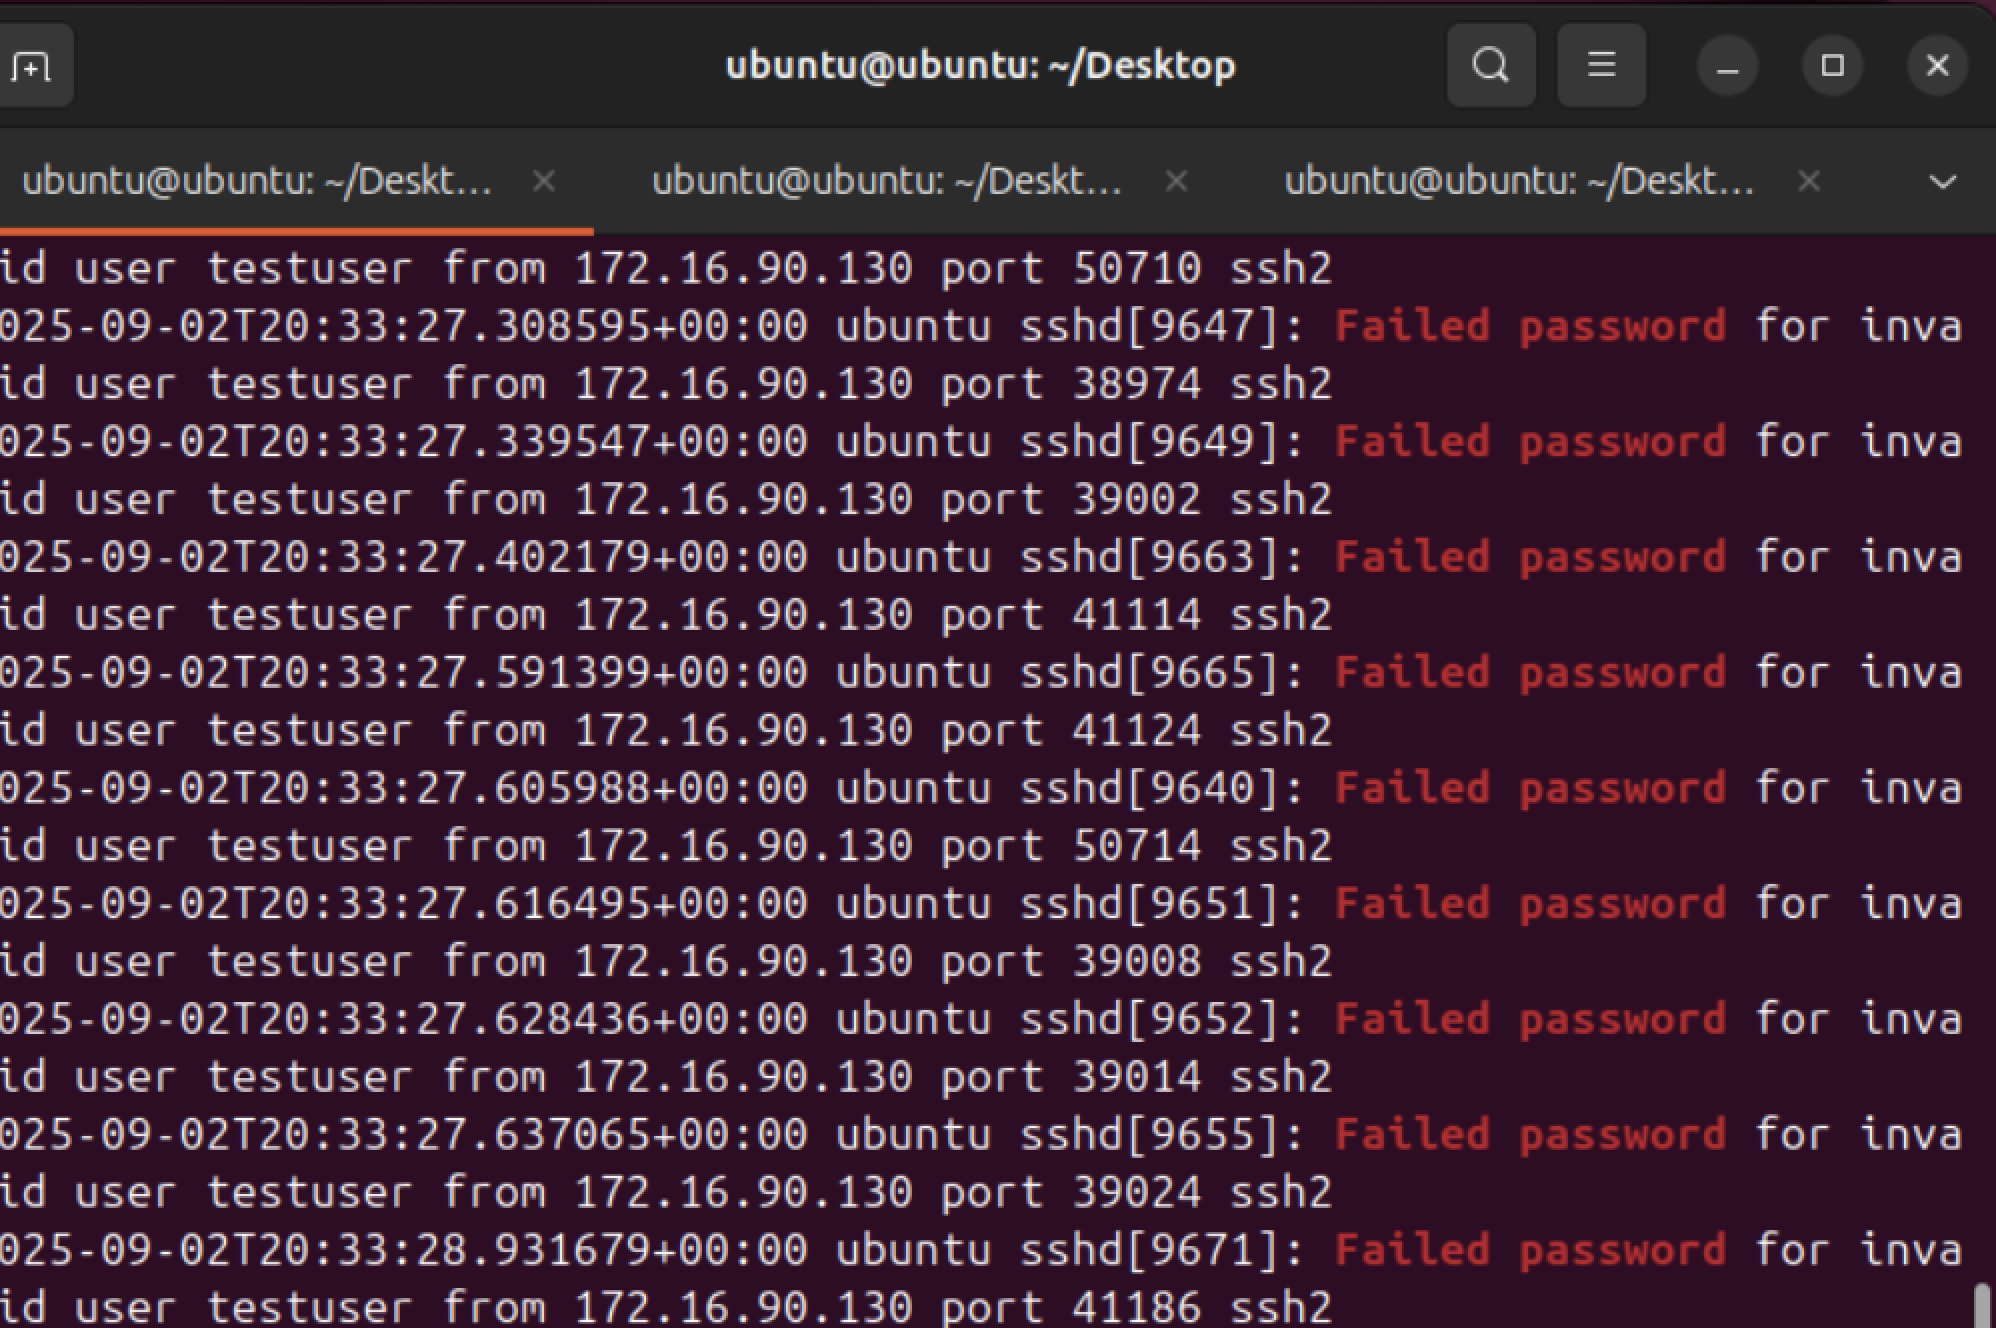 ubuntu@ubuntu: ~/Desktop
ubuntu@ubuntu: ~/Deskt... ubuntu@ubuntu: ~/Deskt... ubuntu@ubuntu: ~/Deskt...
id user testuser from 172.16.90.130 port 50710 ssh2
025-09-02T20:33:27.308595+00:00 ubuntu sshd[9647]: Failed password for inva
id user testuser from 172.16.90.130 port 38974 ssh2
025-09-02T20:33:27.339547+00:00 ubuntu sshd[9649]: Failed password for inva
id user testuser from 172.16.90.130 port 39002 ssh2
025-09-02T20:33:27.402179+00:00 ubuntu sshd[9663]: Failed password for inva
id user testuser from 172.16.90.130 port 41114 ssh2
025-09-02T20:33:27.591399+00:00 ubuntu sshd[9665]: Failed password for inva
id user testuser from 172.16.90.130 port 41124 ssh2
025-09-02T20:33:27.605988+00:00 ubuntu sshd[9640]: Failed password for inva
id user testuser from 172.16.90.130 port 50714 ssh2
025-09-02T20:33:27.616495+00:00 ubuntu sshd[9651]: Failed password for inva
id user testuser from 172.16.90.130 port 39008 ssh2
025-09-02T20:33:27.628436+00:00 ubuntu sshd[9652]: Failed password for inva
id user testuser from 172.16.90.130 port 39014 ssh2
025-09-02T20:33:27.637065+00:00 ubuntu sshd[9655]: Failed password for inva
id user testuser from 172.16.90.130 port 39024 ssh2
025-09-02T20:33:28.931679+00:00 ubuntu sshd[9671]: Failed password for inva
id user testuser from 172.16.90.130 port 41186 ssh2